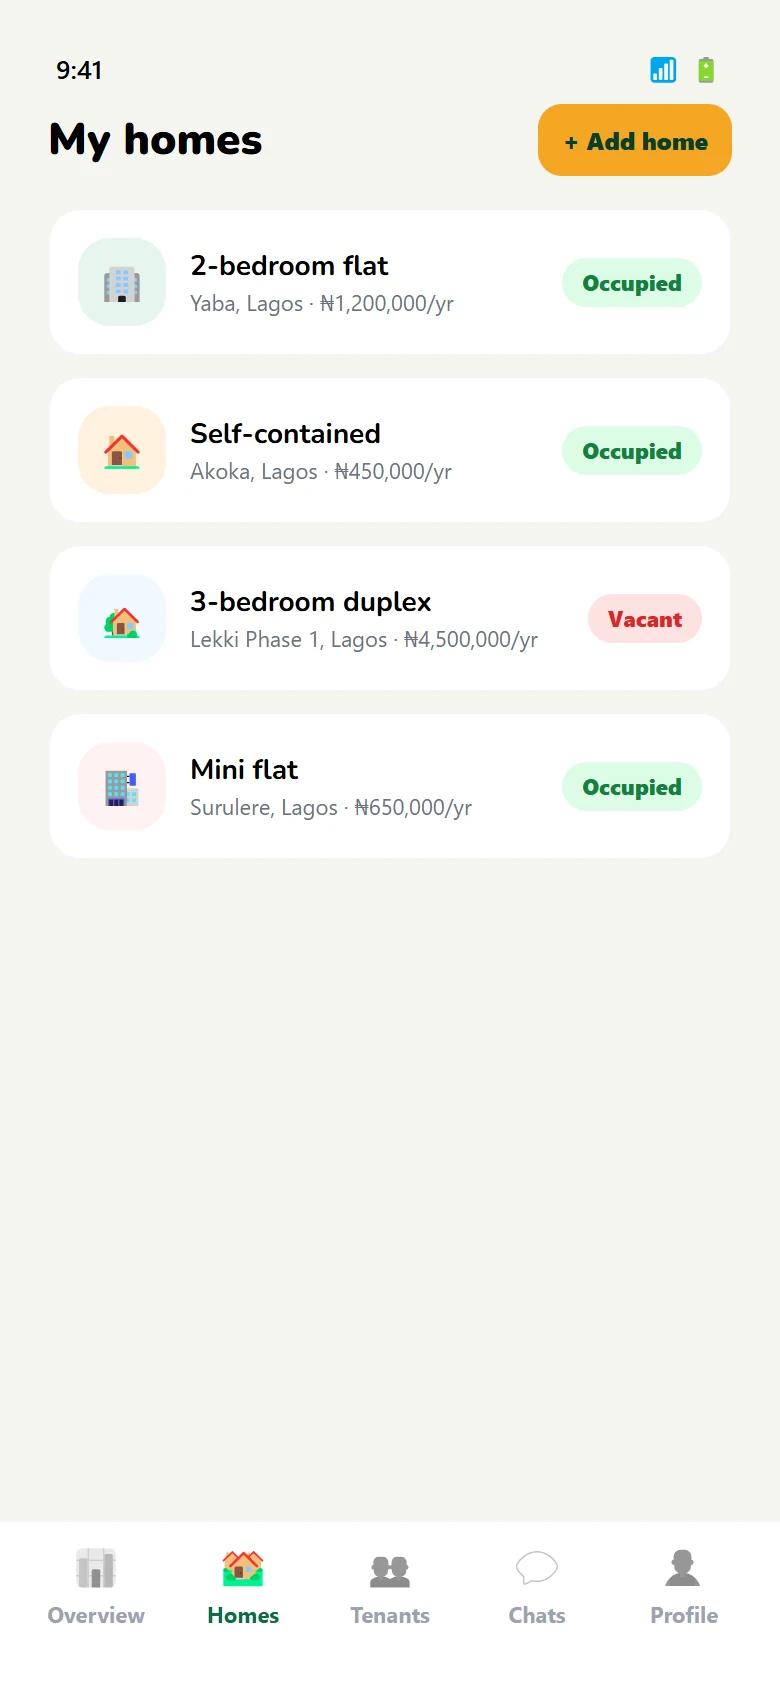 9:41
My homes
+ Add home
2-bedroom flat
Yaba, Lagos · ₦1,200,000/yr
Occupied
Self-contained
Akoka, Lagos · ₦450,000/yr
Occupied
3-bedroom duplex
Lekki Phase 1, Lagos · ₦4,500,000/yr
Vacant
Mini flat
Surulere, Lagos · ₦650,000/yr
Occupied
Overview
Homes
Tenants
Chats
Profile